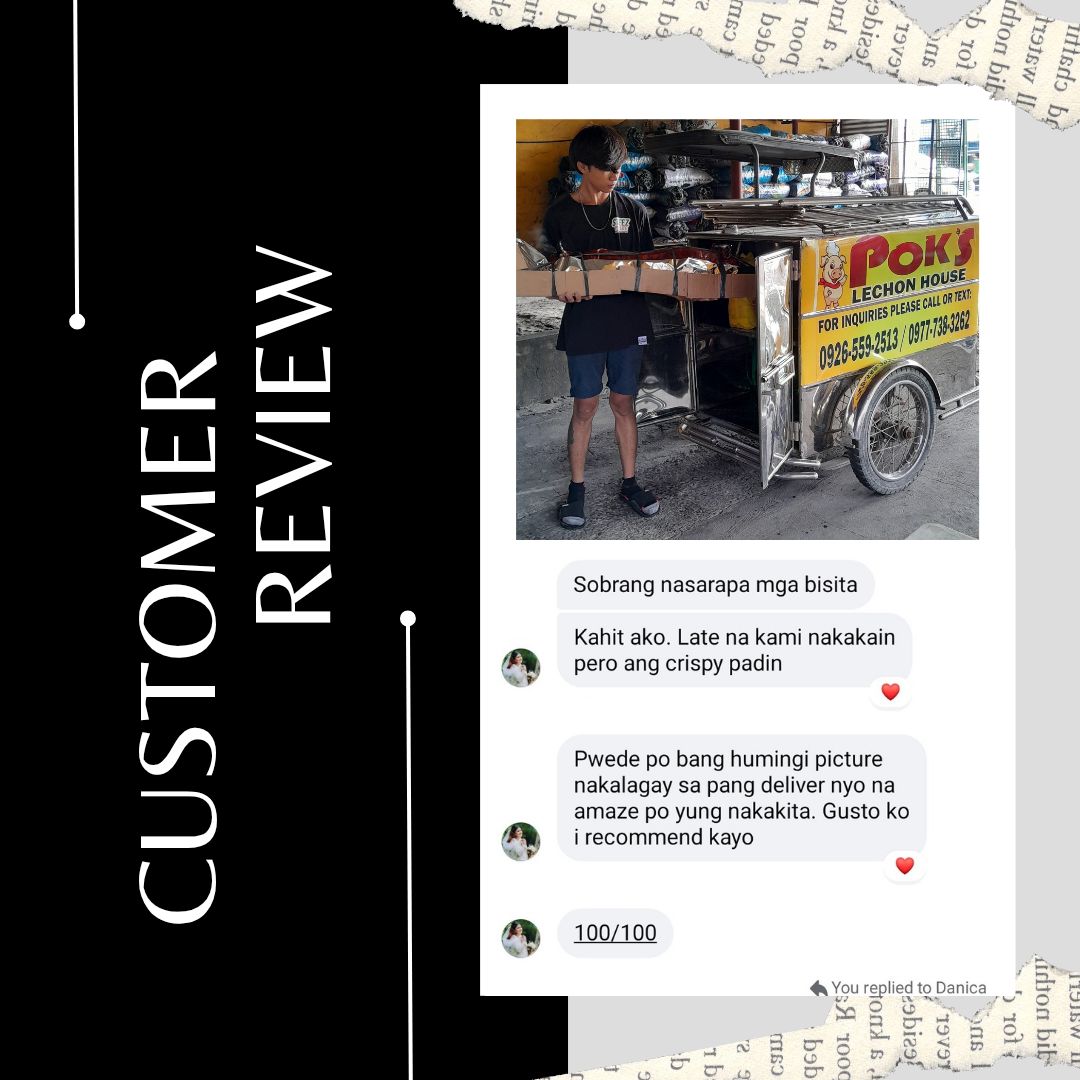 CUSTOMER
REVIEW
POK'S
LECHON HOUSE
FOR INQUIRIES PLEASE CALL OR TEXT:
0926-559-2513 / 0977-738-3262
Sobrang nasarapa mga bisita
Kahit ako. Late na kami nakakain
pero ang crispy padin
Pwede po bang humingi picture
nakalagay sa pang deliver nyo na
amaze po yung nakakita. Gusto ko
i recommend kayo
100/100
You replied to Danica